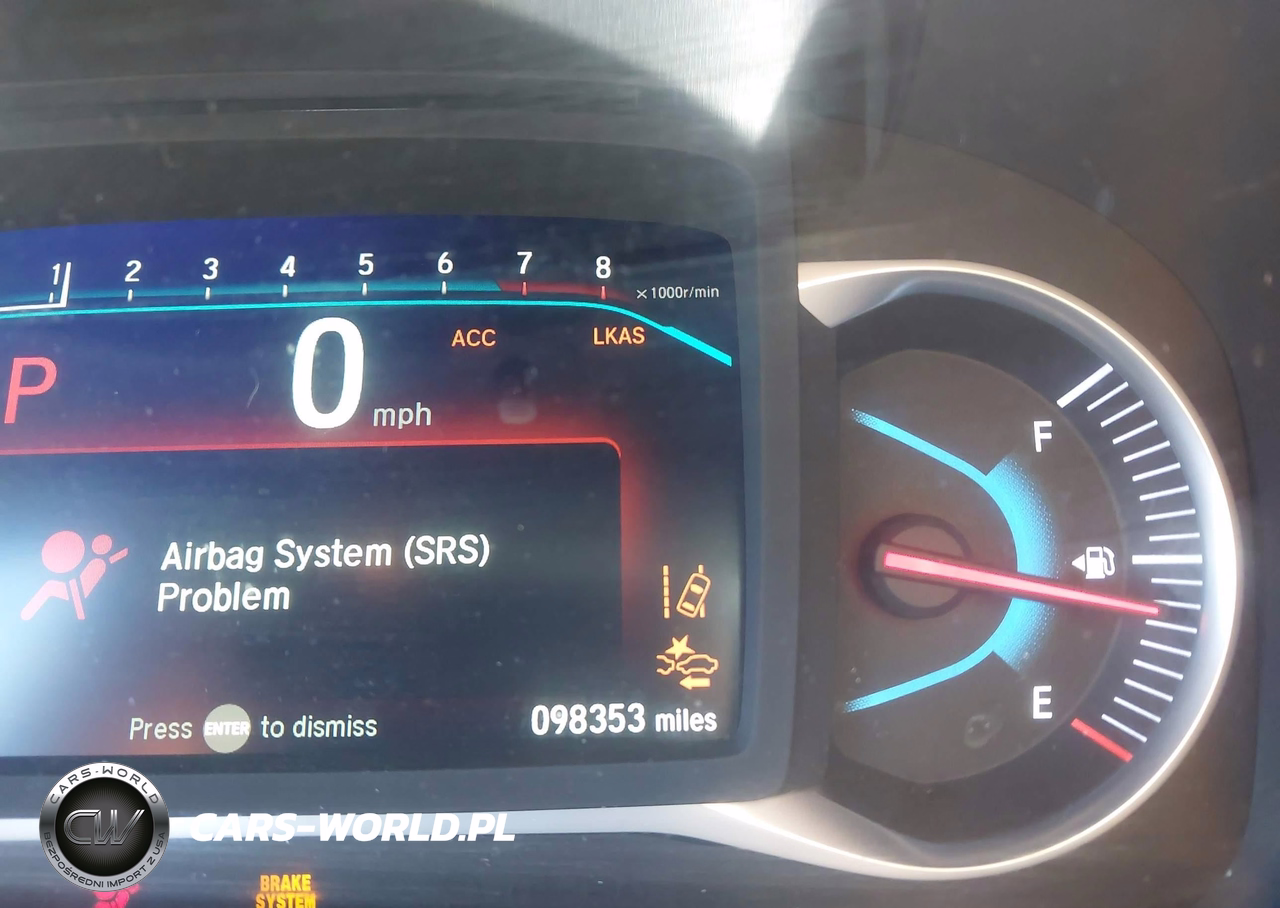 1 2 3 4 5 6 7 8 x1000r/min
ACC LKAS
P 0 mph
F
Airbag System (SRS)
Problem
E
Press ENTER to dismiss
098353 miles
CARS-WORLD
CW
BEZPOŚREDNI IMPORT Z USA
CARS-WORLD.PL
BRAKE
SYSTEM